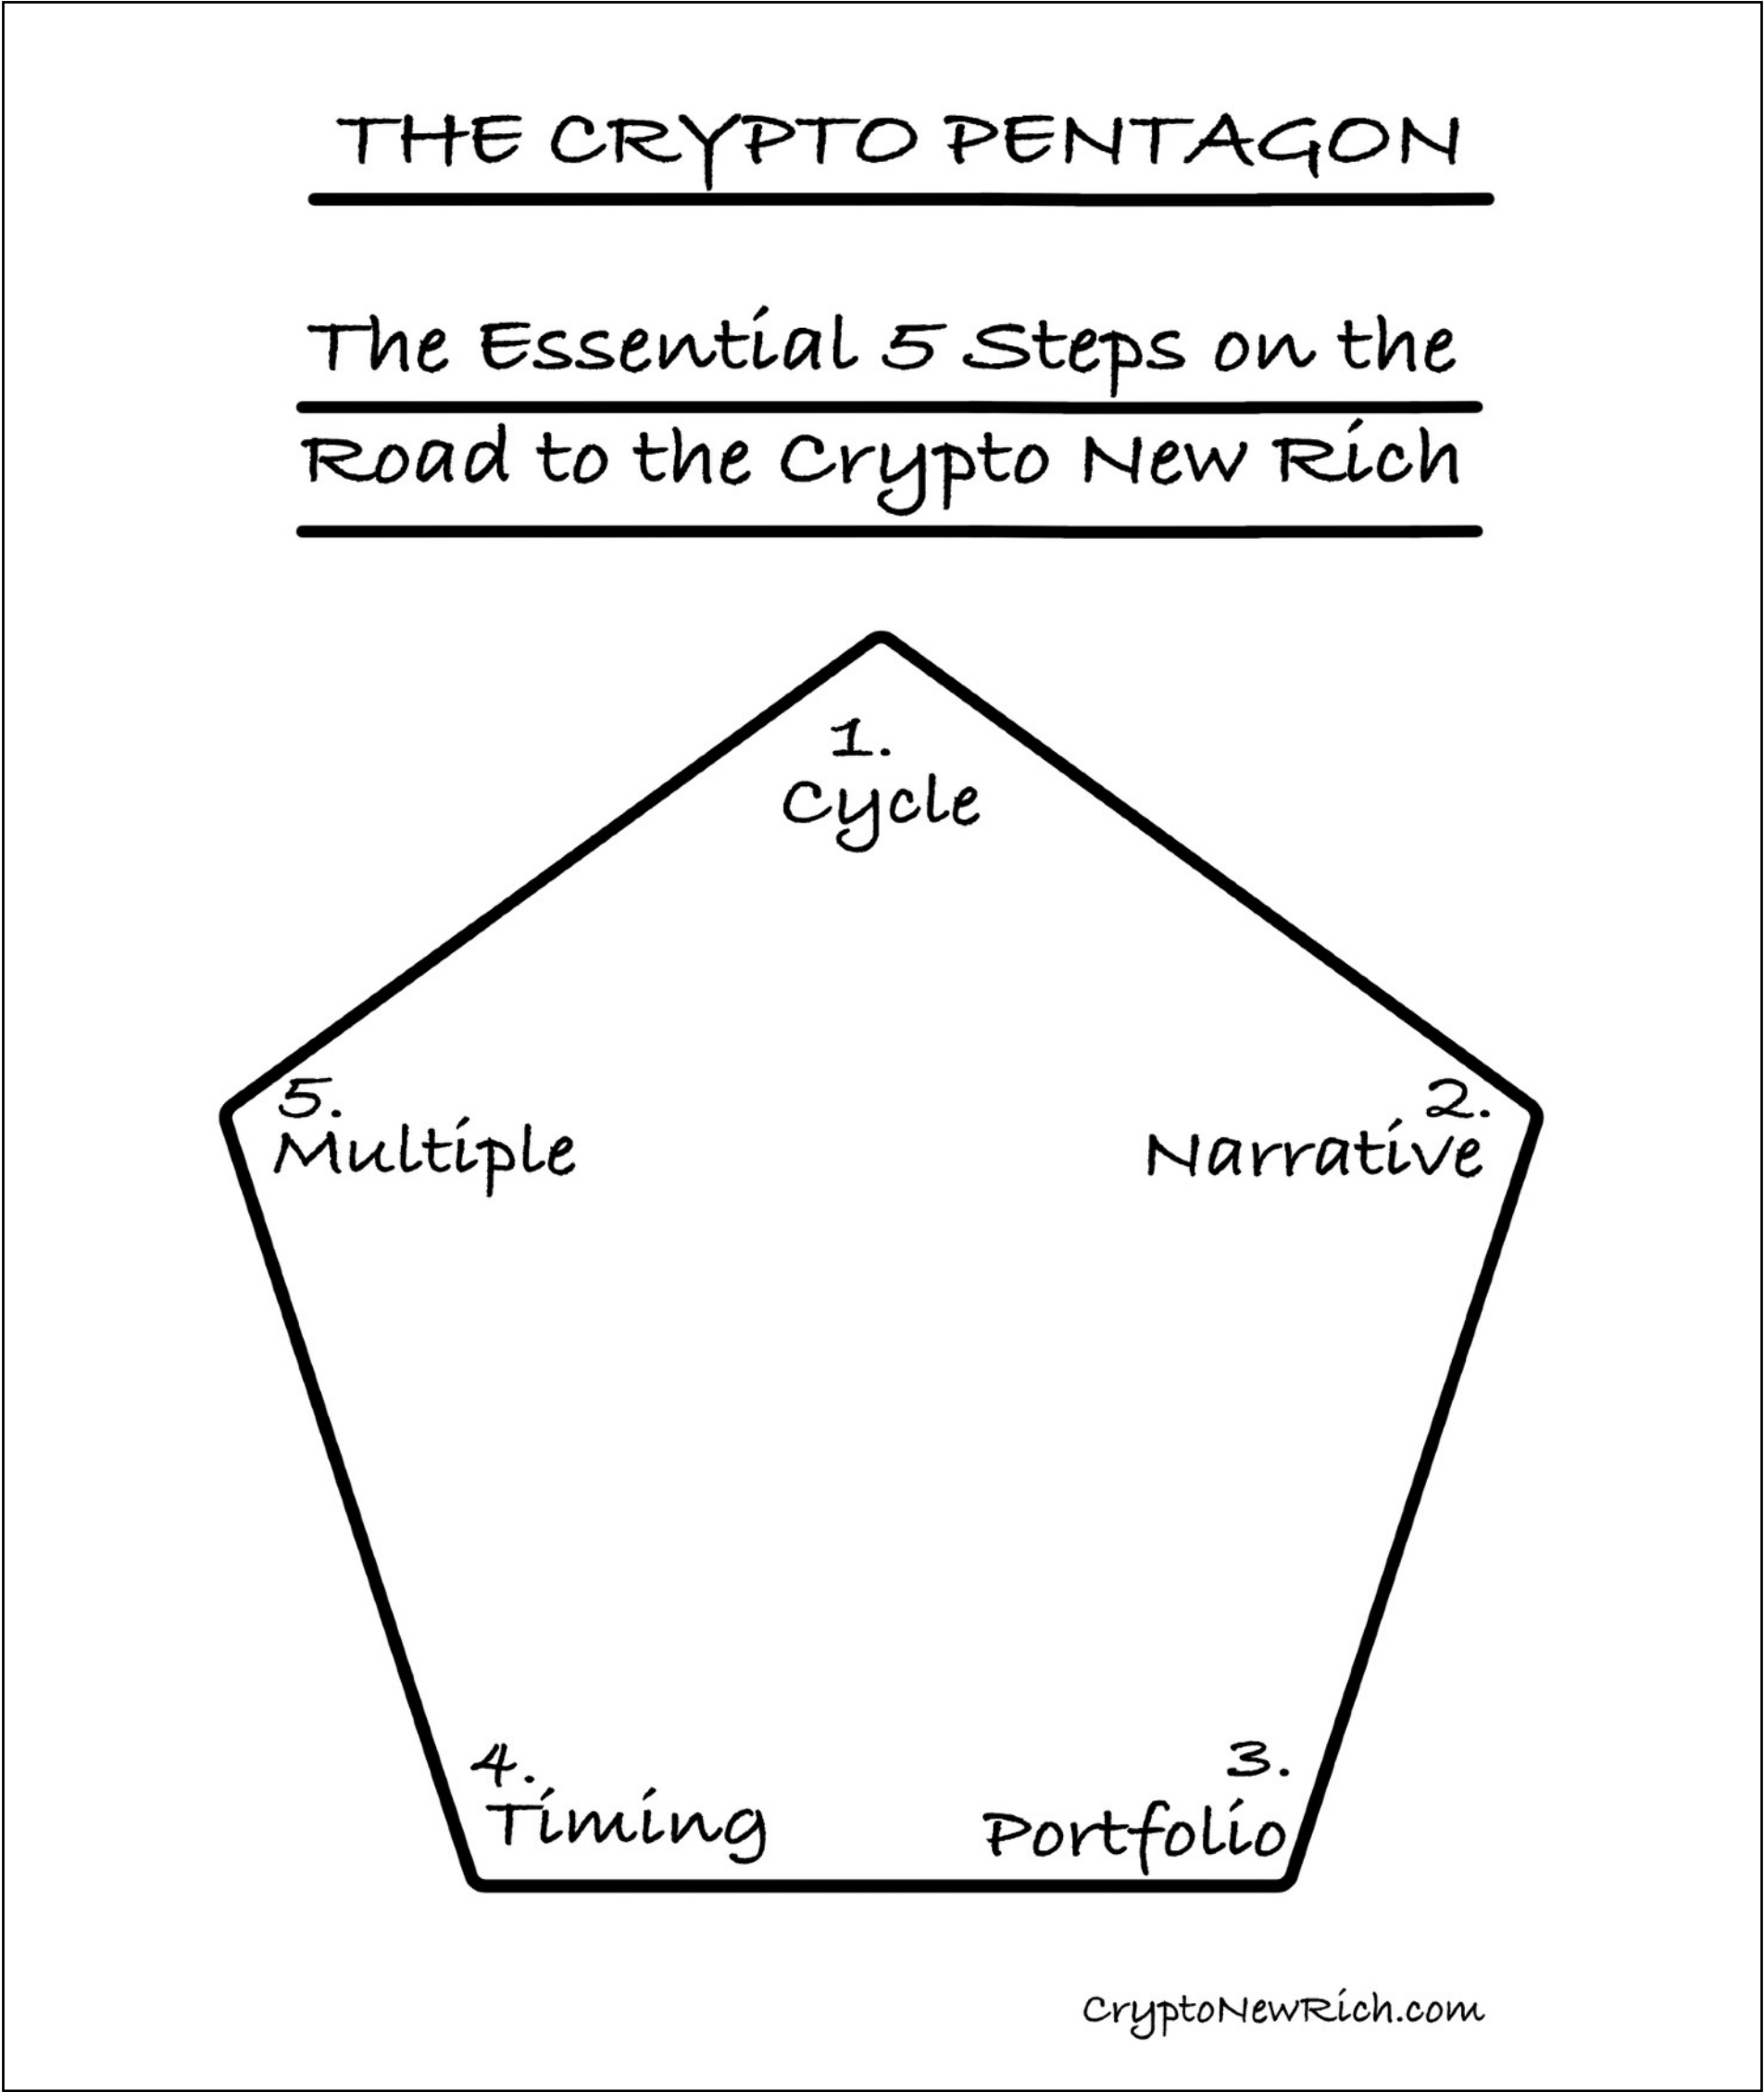 THE CRYPTO PENTAGON
The Essential 5 Steps on the
Road to the Crypto New Rich
1.
Cycle
2.
Narrative
3.
Portfolio
4.
Timing
5.
Multiple
CryptoNewRich.com